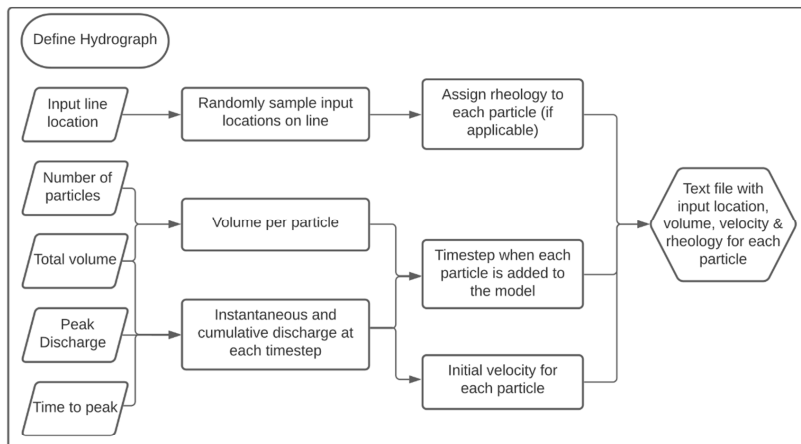 Define Hydrograph
Input line
location
Randomly sample input
locations on line
Assign rheology to
each particle (if
applicable)
Number of
particles
Volume per particle
Text file with
input location,
volume, velocity &
rheology for each
particle
Total volume
Timestep when each
particle is added to
the model
Peak
Discharge
Instantaneous and
cumulative discharge at
each timestep
Initial velocity for
each particle
Time to peak